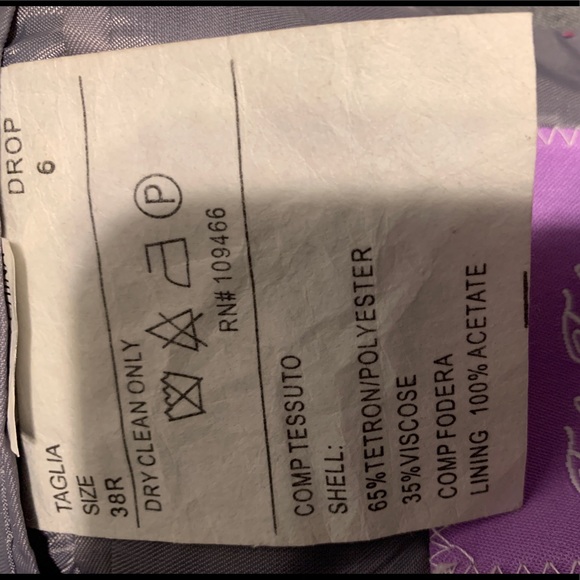 TAGLIA
SIZE
38R
DROP
6
DRY CLEAN ONLY
P
RN# 109466
COMP TESSUTO
SHELL:
65%TETRON/POLYESTER
35%VISCOSE
COMP FODERA
LINING 100% ACETATE